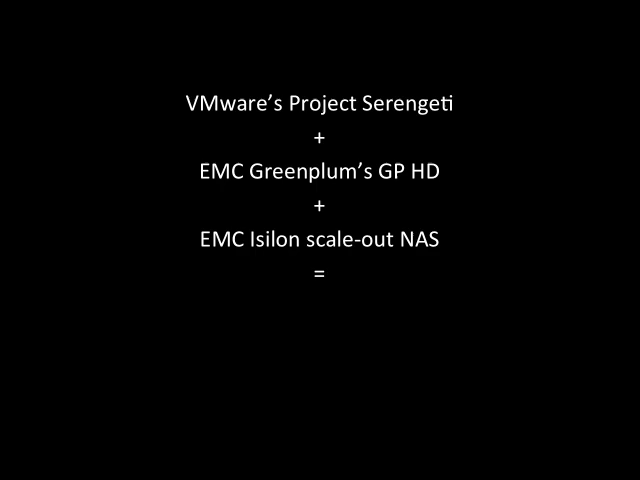 VMware’s Project Serengeti
+
EMC Greenplum’s GP HD
+
EMC Isilon scale-out NAS
=